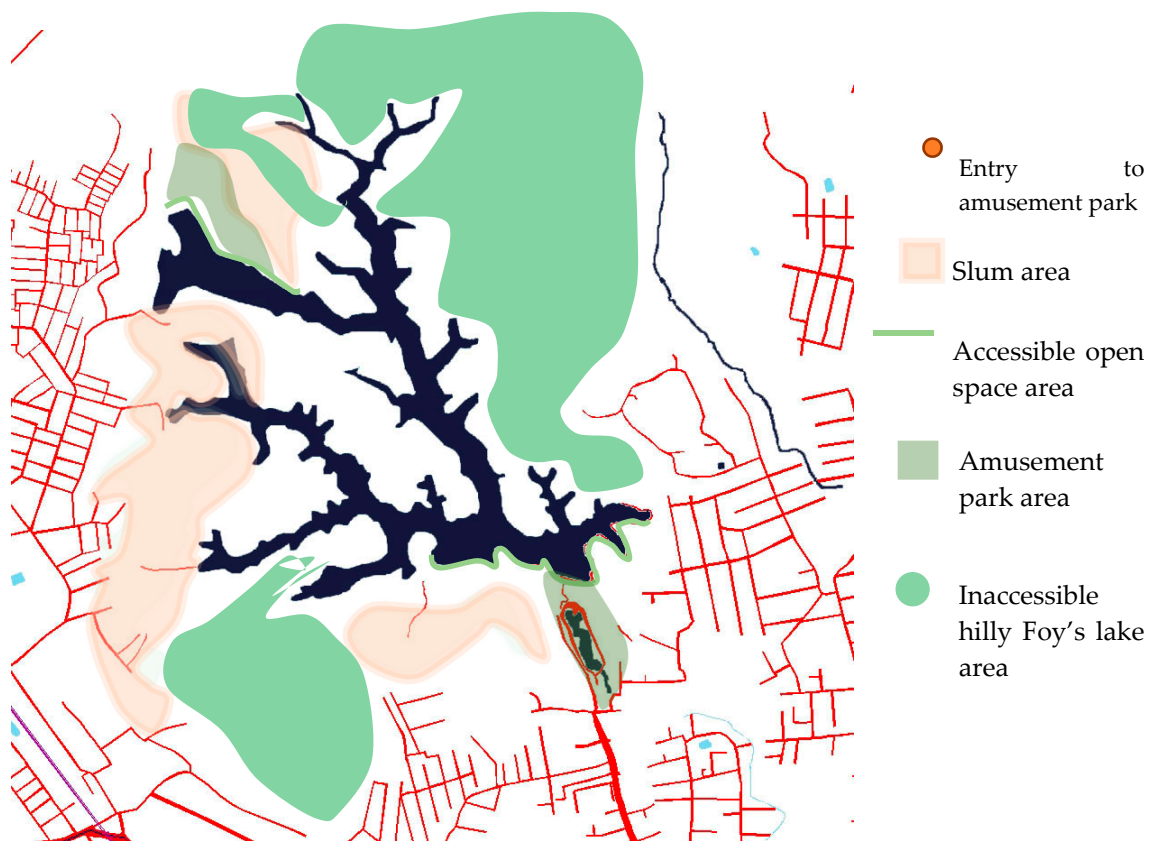 Entry to
amusement park
Slum area
Accessible open
space area
Amusement
park area
Inaccessible
hilly Foy's lake
area